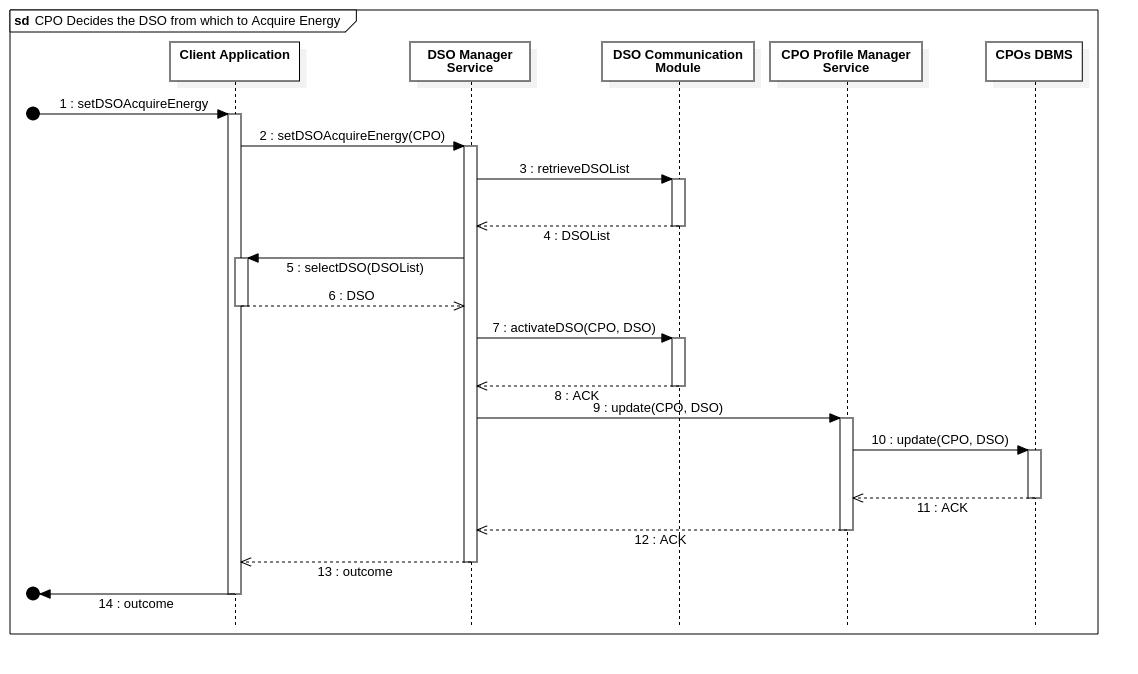 sd CPO Decides the DSO from which to Acquire Energy
Client Application
DSO Manager
Service
DSO Communication
Module
CPO Profile Manager
Service
CPOs DBMS
1 : setDSOAcquireEnergy
2 : setDSOAcquireEnergy(CPO)
3 : retrieveDSOList
4 : DSOList
5 : selectDSO(DSOList)
6 : DSO
7 : activateDSO(CPO, DSO)
8 : ACK
9 : update(CPO, DSO)
10 : update(CPO, DSO)
11 : ACK
12 : ACK
13 : outcome
14 : outcome